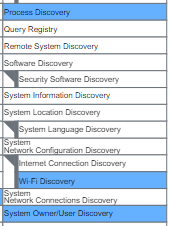 Process Discovery
Query Registry
Remote System Discovery
Software Discovery
Security Software Discovery
System Information Discovery
System Location Discovery
System Language Discovery
System
Network Configuration Discovery
Internet Connection Discovery
Wi-Fi Discovery
System
Network Connections Discovery
System Owner/User Discovery